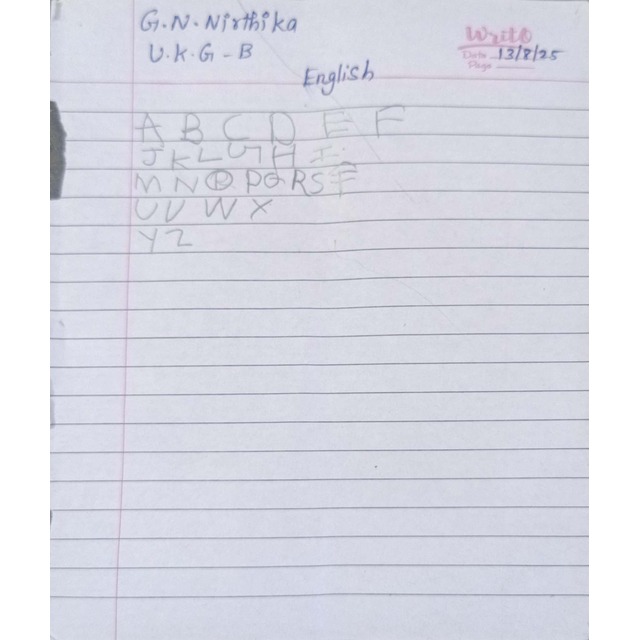 G.N.Nirthika
U.K.G - B
Write
Date 13/8/25
Page
English
A B C D E F
J K L G H I
M N O P Q R S F
U V W X
Y Z